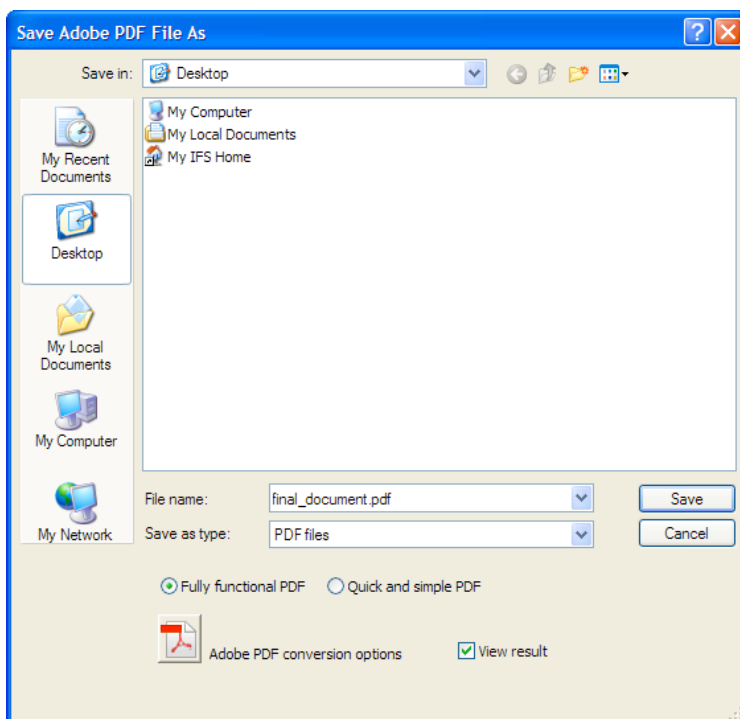 Save Adobe PDF File As
Save in:
Desktop
My Recent
Documents
Desktop
My Local
Documents
My Computer
My Network
My Computer
My Local Documents
My IFS Home
File name:
final_document.pdf
Save
Save as type:
PDF files
Cancel
Fully functional PDF
Quick and simple PDF
Adobe PDF conversion options
View result